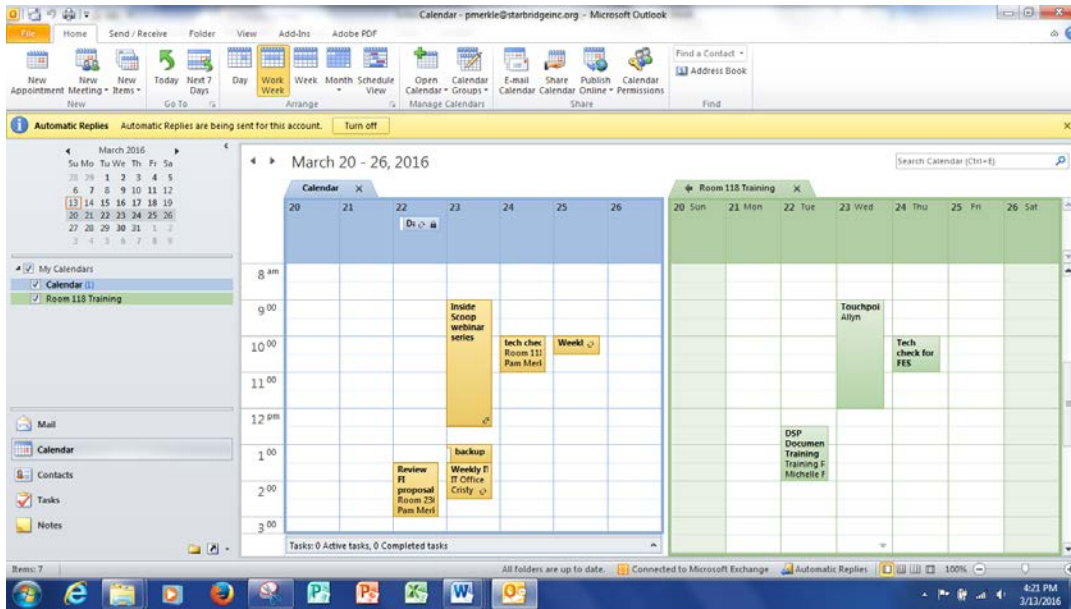 Calendar - pmerkle@starbridgeinc.org - Microsoft Outlook
File Home Send / Receive Folder View Add-Ins Adobe PDF
New Appointment
New Meeting
New Items
Today
Next 7 Days
Day
Work Week
Week
Month
Schedule View
Open Calendar
Calendar Groups
E-mail Calendar
Share Calendar
Publish Online
Calendar Permissions
Find a Contact
Address Book
New Go To Arrange Manage Calendars Share Find
Automatic Replies Automatic Replies are being sent for this account. Turn off
March 2016
Su Mo Tu We Th Fr Sa
28 29 1 2 3 4 5
6 7 8 9 10 11 12
13 14 15 16 17 18 19
20 21 22 23 24 25 26
27 28 29 30 31 1 2
3 4 5 6 7 8 9
My Calendars
Calendar (1)
Room 118 Training
Mail
Calendar
Contacts
Tasks
Notes
March 20 - 26, 2016
Search Calendar (Ctrl+E)
Calendar
20 21 22 23 24 25 26
8 am
9 00
10 00
11 00
12 pm
1 00
2 00
3 00
Inside
Scoop
webinar
series
tech chec
Room 118
Pam Merl
Weekl
backup
Review
FI
proposal
Room 23
Pam Merl
Weekly
IT Office
Cristy
Tasks: 0 Active tasks, 0 Completed tasks
Room 118 Training
20 Sun 21 Mon 22 Tue 23 Wed 24 Thu 25 Fri 26 Sat
Touchpoi
Allyn
Tech
check for
FES
DSP
Documen
Training
Training
Michelle
Items: 7
All folders are up to date. Connected to Microsoft Exchange Automatic Replies 100%
4:21 PM
3/13/2016